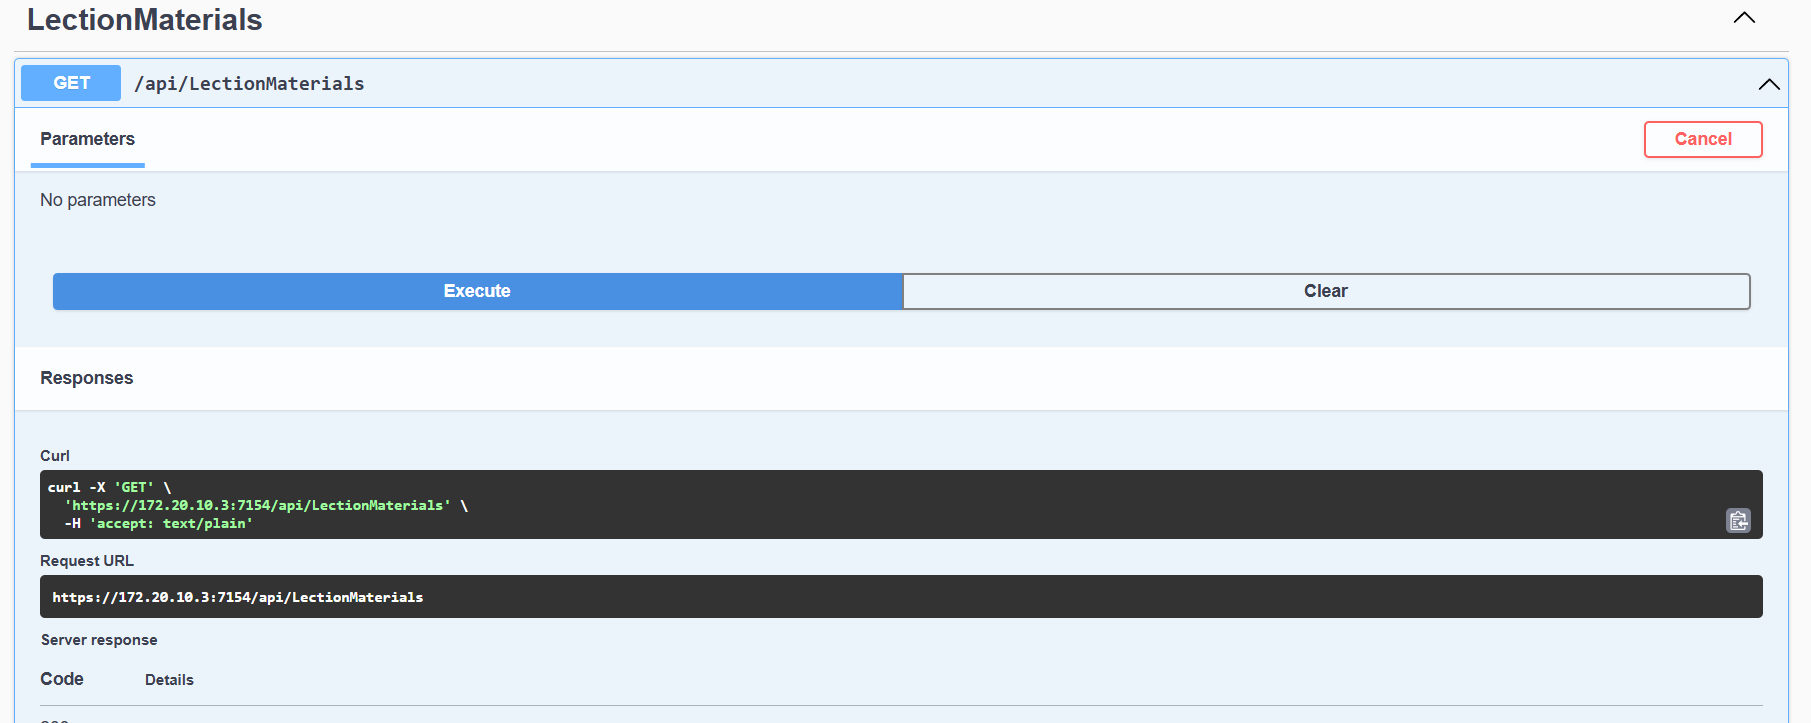 LectionMaterials
GET /api/LectionMaterials
Parameters
Cancel
No parameters
Execute
Clear
Responses
Curl
curl -X 'GET' \
'https://172.20.10.3:7154/api/LectionMaterials' \
-H 'accept: text/plain'
Request URL
https://172.20.10.3:7154/api/LectionMaterials
Server response
Code Details